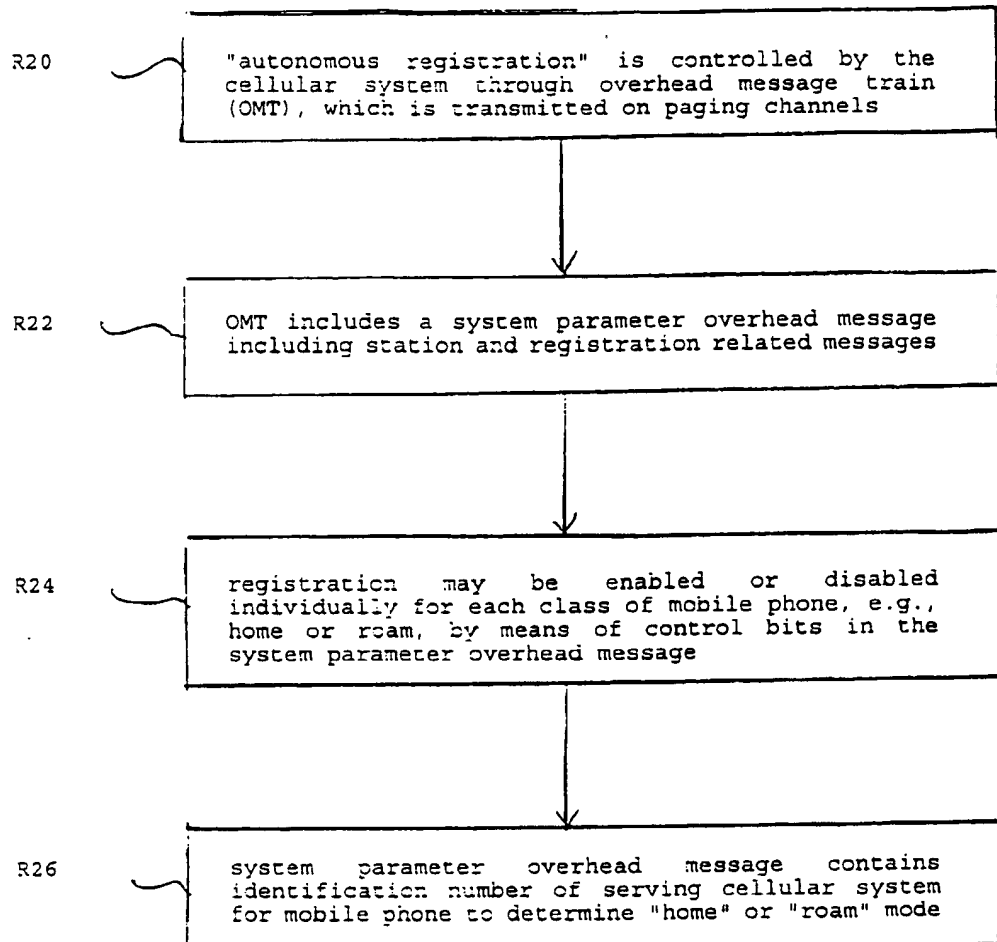 R20
"autonomous registration" is controlled by the
cellular system through overhead message train
(OMT), which is transmitted on paging channels
R22
OMT includes a system parameter overhead message
including station and registration related messages
R24
registration may be enabled or disabled
individually for each class of mobile phone, e.g.,
home or roam, by means of control bits in the
system parameter overhead message
R26
system parameter overhead message contains
identification number of serving cellular system
for mobile phone to determine "home" or "roam" mode